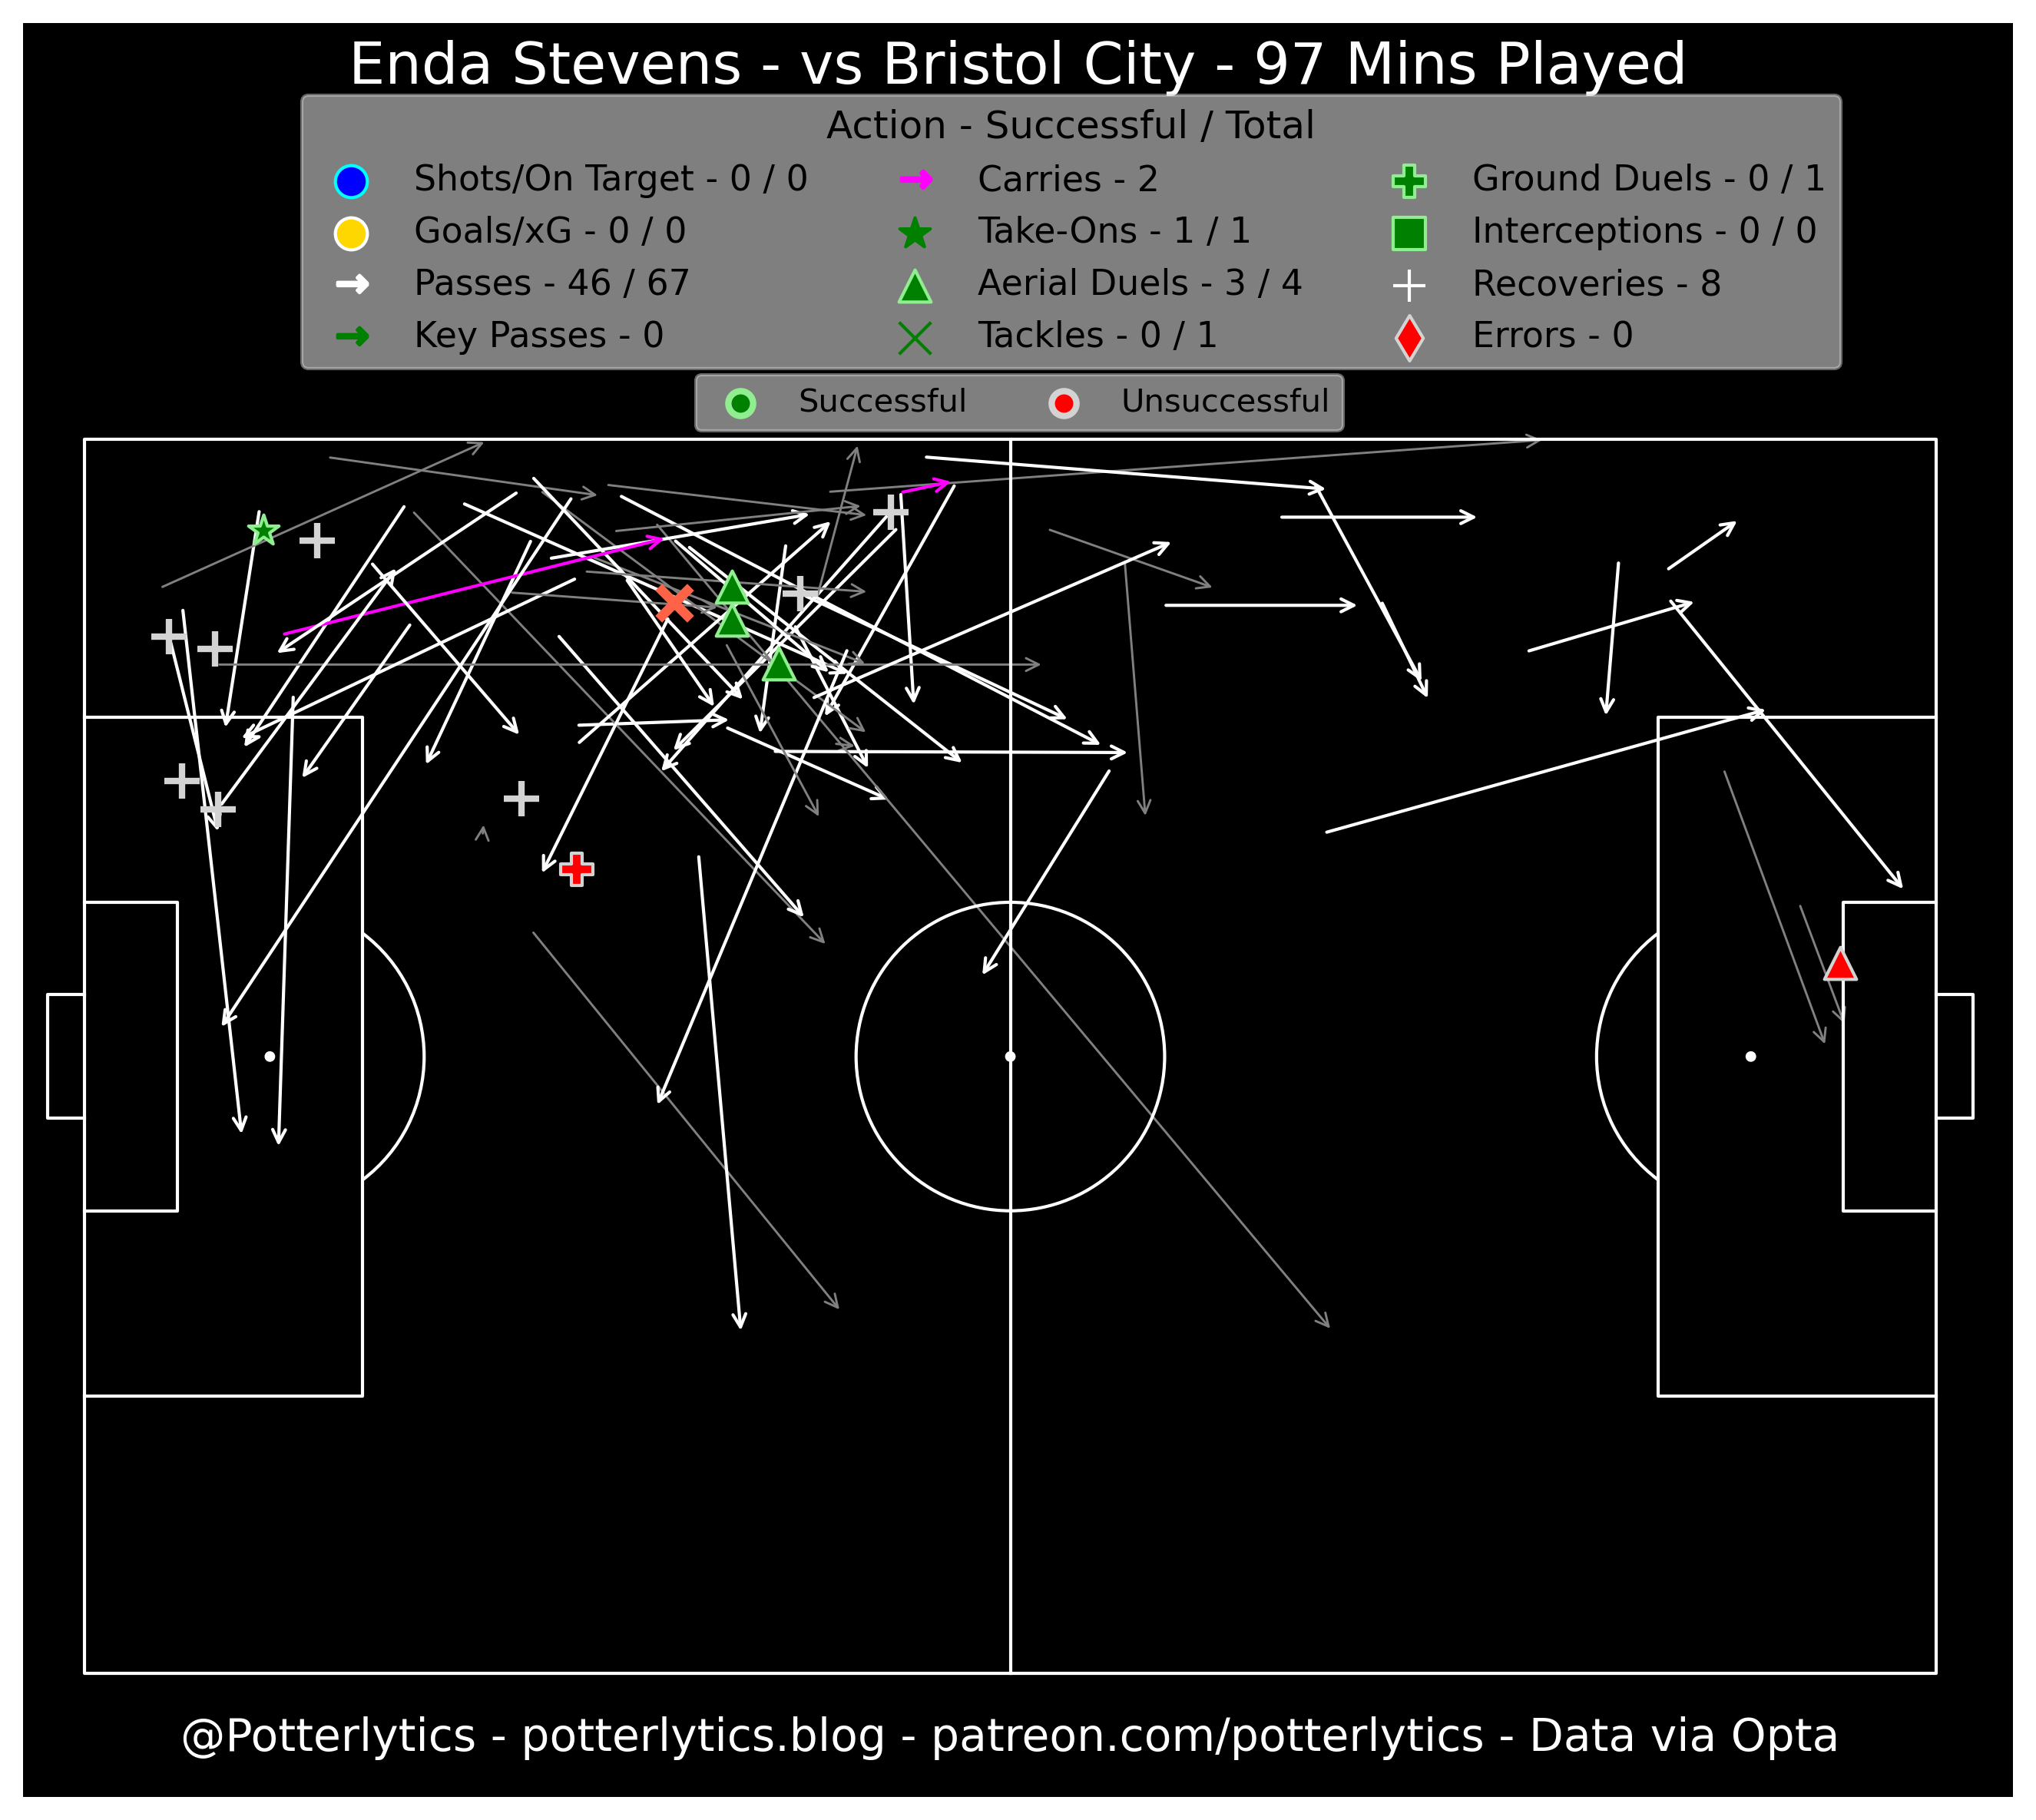 Enda Stevens - vs Bristol City - 97 Mins Played
Action - Successful / Total
Shots/On Target - 0 / 0
Goals/xG - 0 / 0
Passes - 46 / 67
Key Passes - 0
Carries - 2
Take-Ons - 1 / 1
Aerial Duels - 3 / 4
Tackles - 0 / 1
Ground Duels - 0 / 1
Interceptions - 0 / 0
Recoveries - 8
Errors - 0
Successful
Unsuccessful
@Potterlytics - potterlytics.blog - patreon.com/potterlytics - Data via Opta